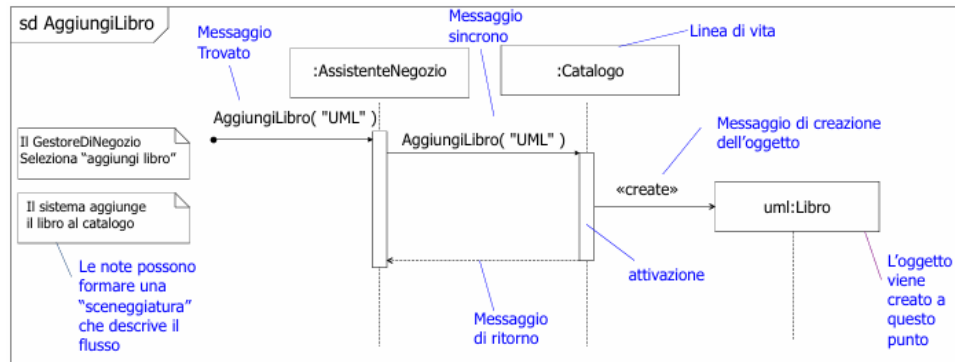 sd AggiungiLibro
Messaggio
Trovato
Messaggio
sincrono
Linea di vita
:AssistenteNegozio
:Catalogo
AggiungiLibro( "UML" )
Il GestoreDiNegozio
Seleziona "aggiungi libro"
AggiungiLibro( "UML" )
Messaggio di creazione
dell'oggetto
«create»
uml:Libro
Il sistema aggiunge
il libro al catalogo
Le note possono
formare una
"sceneggiatura"
che descrive il
flusso
Messaggio
di ritorno
attivazione
L'oggetto
viene
creato a
questo
punto